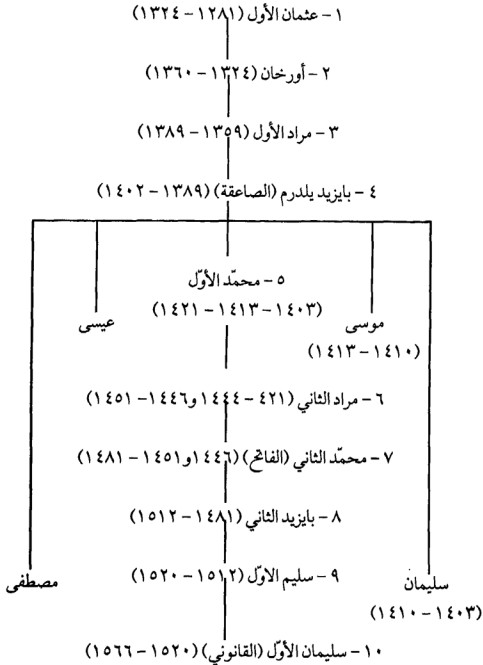 ١ - عثمان الأول (١٢٨١ - ١٣٢٤)
٢ - أورخان (١٣٢٤ - ١٣٦٠)
٣ - مراد الأول (١٣٥٩ - ١٣٨٩)
٤ - بايزيد يلدرم (الصاعقة) (١٣٨٩ - ١٤٠٢)
٥ - محمّد الأوّل
(١٤٠٣ - ١٤١٣ - ١٤٢١)
موسى
(١٤١٠ - ١٤١٣)
عيسى
٦ - مراد الثاني (٤٢١ - ١٤٤٤ و١٤٤٦ - ١٤٥١)
٧ - محمّد الثاني (الفاتح) (١٤٤٦ و١٤٥١ - ١٤٨١)
٨ - بايزيد الثاني (١٤٨١ - ١٥١٢)
٩ - سليم الاوّل (١٥١٢ - ١٥٢٠)
سليمان
(١٤٠٣ - ١٤١٠)
مصطفى
١٠ - سليمان الأوّل (القانوني) (١٥٢٠ - ١٥٦٦)